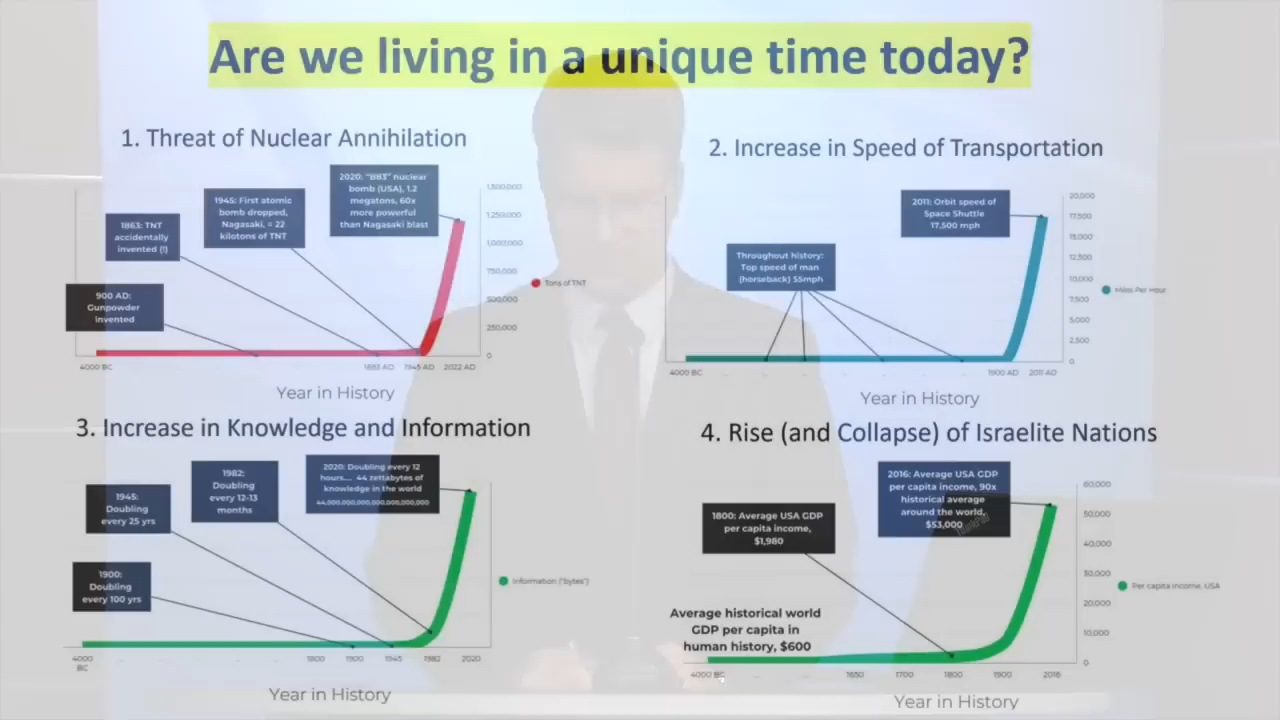 Are we living in a unique time today?
1. Threat of Nuclear Annihilation
2020: "B83" nuclear
bomb (USA), 1.2
megatons, 60x
more powerful
than Nagasaki blast
1945: First atomic
bomb dropped,
Nagasaki, = 22
kilotons of TNT
1863: TNT
accidentally
invented (!)
900 AD:
Gunpowder
invented
1,500,000
1,250,000
1,000,000
750,000
500,000
250,000
0
Tons of TNT
4000 BC
1863 AD
1945 AD
2022 AD
Year in History
2. Increase in Speed of Transportation
2011: Orbit speed of
Space Shuttle
17,500 mph
Throughout history:
Top speed of man
(horseback) 55mph
20,000
17,500
15,000
12,500
10,000
7,500
5,000
2,500
0
Miles Per Hour
4000 BC
1900 AD
2011 AD
Year in History
3. Increase in Knowledge and Information
2020: Doubling every 12
hours.... 44 zettabytes of
knowledge in the world
1982:
Doubling
every 12-13
months
1945:
Doubling
every 25 yrs
1900:
Doubling
every 100 yrs
Information ("bytes")
4000
BC
1800
1900
1945
1982
2020
Year in History
4. Rise (and Collapse) of Israelite Nations
2016: Average USA GDP
per capita income, 90x
historical average
around the world,
$53,000
1800: Average USA GDP
per capita income,
$1,980
Average historical world
GDP per capita in
human history, $600
60,000
50,000
40,000
30,000
20,000
10,000
0
Per capita income, USA
4000 BC
1650
1700
1800
1900
2016
Year in History